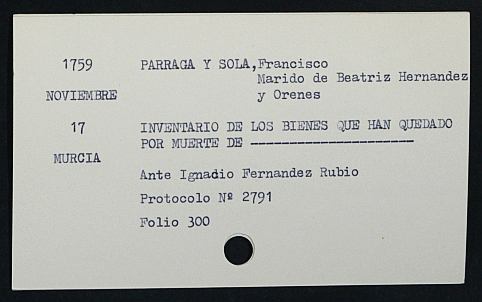 1759 PARRAGA Y SOLA,Francisco
Marido de Beatriz Hernandez
NOVIEMBRE y Orenes
17 INVENTARIO DE LOS BIENES QUE HAN QUEDADO
POR MUERTE DE -----------------------
MURCIA
Ante Ignacio Fernandez Rubio
Protocolo Nº 2791
Folio 300